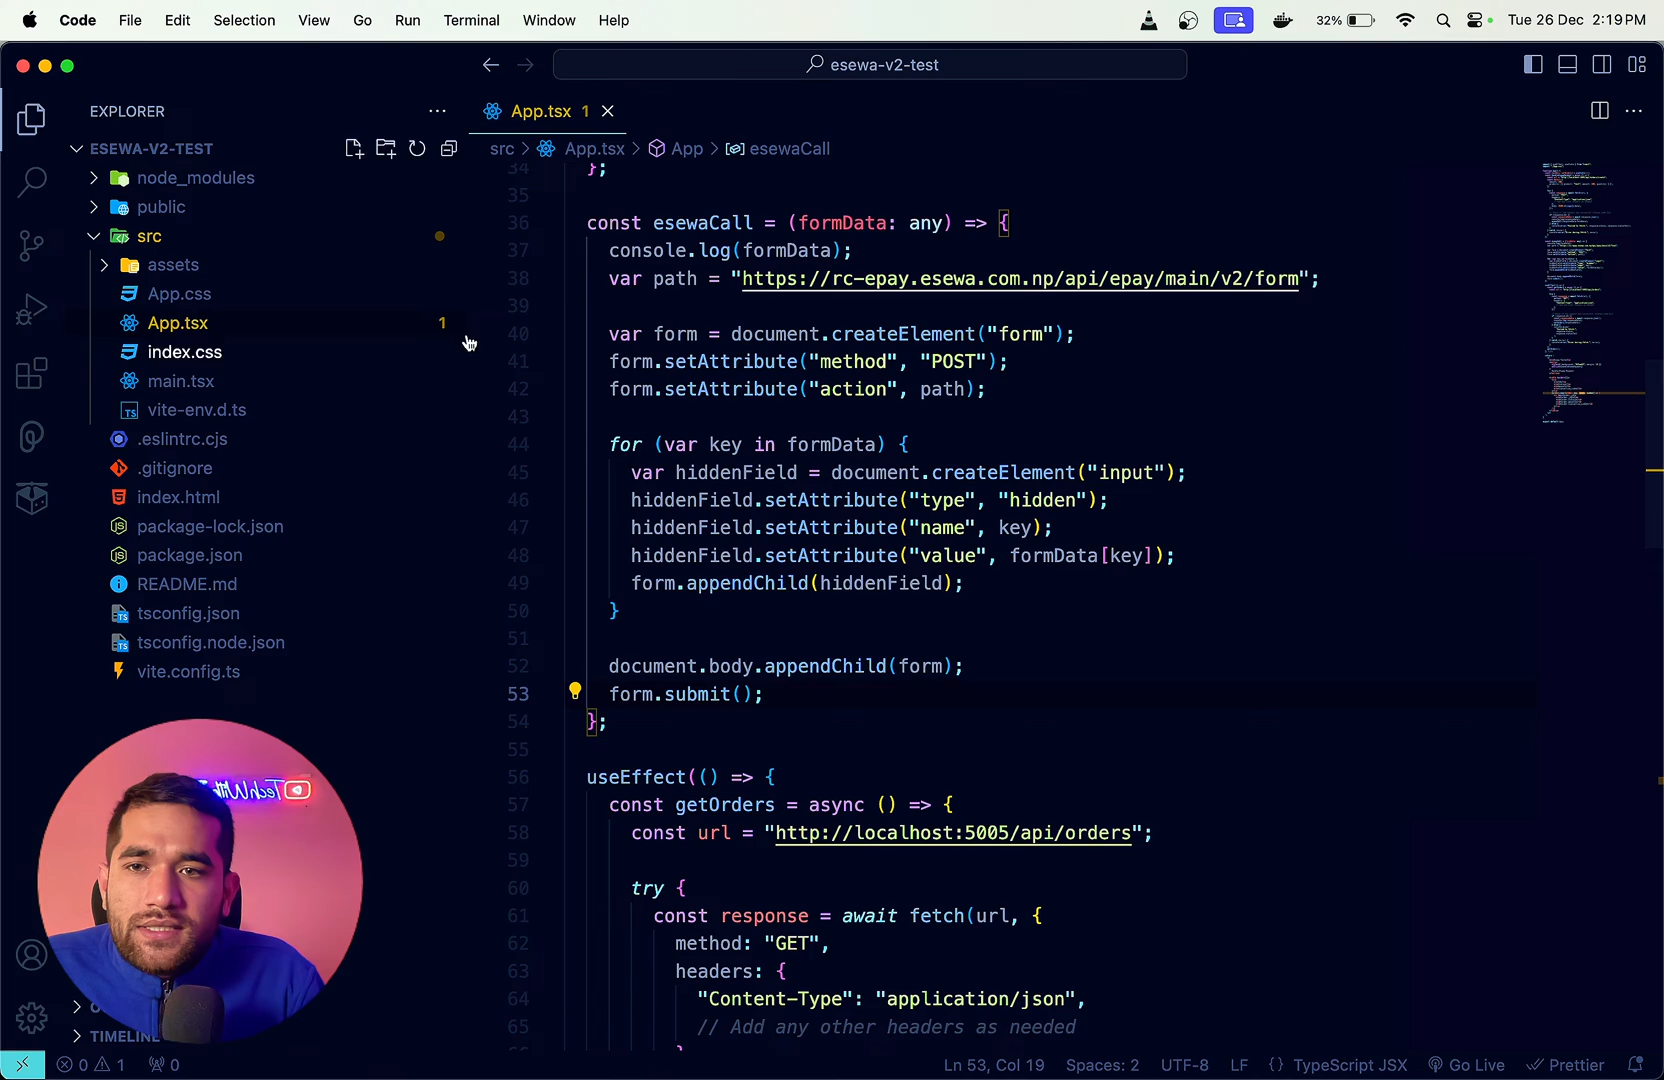 Code File Edit Selection View Go Run Terminal Window Help 32% Tue 26 Dec 2:19 PM
esewa-v2-test
EXPLORER
App.tsx 1
ESEWA-V2-TEST
src > App.tsx > App > esewaCall
node_modules
public
src
assets
App.css
App.tsx 1
index.css
main.tsx
vite-env.d.ts
.eslintrc.cjs
.gitignore
index.html
package-lock.json
package.json
README.md
tsconfig.json
tsconfig.node.json
vite.config.ts
TIMELINE
34 };
35
36 const esewaCall = (formData: any) => {
37 console.log(formData);
38 var path = "https://rc-epay.esewa.com.np/api/epay/main/v2/form";
39
40 var form = document.createElement("form");
41 form.setAttribute("method", "POST");
42 form.setAttribute("action", path);
43
44 for (var key in formData) {
45 var hiddenField = document.createElement("input");
46 hiddenField.setAttribute("type", "hidden");
47 hiddenField.setAttribute("name", key);
48 hiddenField.setAttribute("value", formData[key]);
49 form.appendChild(hiddenField);
50 }
51
52 document.body.appendChild(form);
53 form.submit();
54 };
55
56 useEffect(() => {
57 const getOrders = async () => {
58 const url = "http://localhost:5005/api/orders";
59
60 try {
61 const response = await fetch(url, {
62 method: "GET",
63 headers: {
64 "Content-Type": "application/json",
65 // Add any other headers as needed
0 1 0 Ln 53, Col 19 Spaces: 2 UTF-8 LF {} TypeScript JSX Go Live Prettier